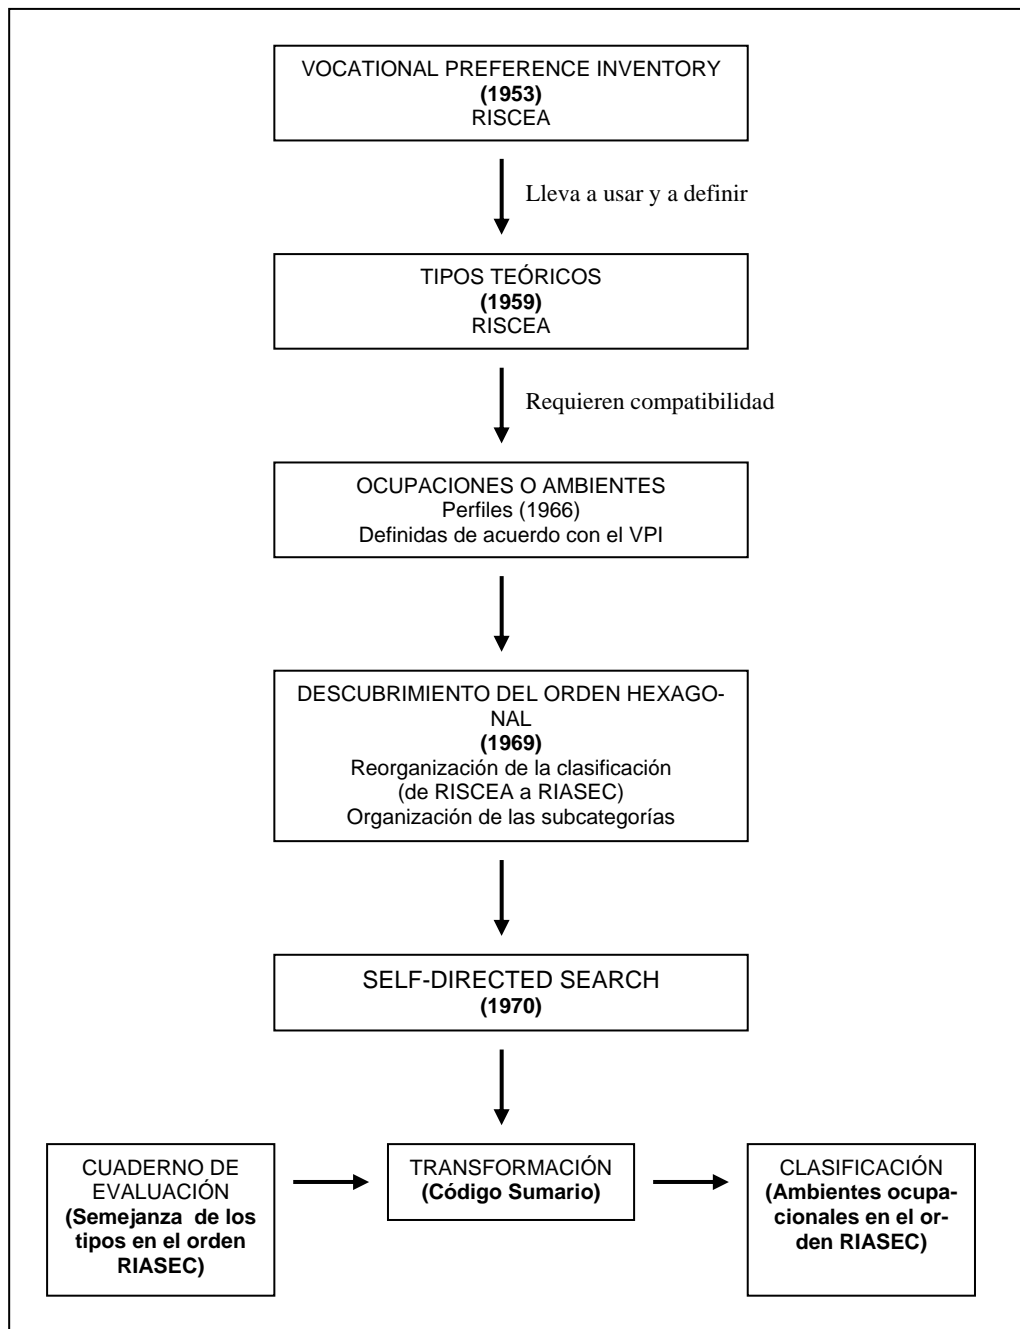 VOCATIONAL PREFERENCE INVENTORY
(1953)
RISCEA
Lleva a usar y a definir
TIPOS TEÓRICOS
(1959)
RISCEA
Requieren compatibilidad
OCUPACIONES O AMBIENTES
Perfiles (1966)
Definidas de acuerdo con el VPI
DESCUBRIMIENTO DEL ORDEN HEXAGO-
NAL
(1969)
Reorganización de la clasificación
(de RISCEA a RIASEC)
Organización de las subcategorías
SELF-DIRECTED SEARCH
(1970)
CUADERNO DE
EVALUACIÓN
(Semejanza de los
tipos en el orden
RIASEC)
TRANSFORMACIÓN
(Código Sumario)
CLASIFICACIÓN
(Ambientes ocupa-
cionales en el or-
den RIASEC)